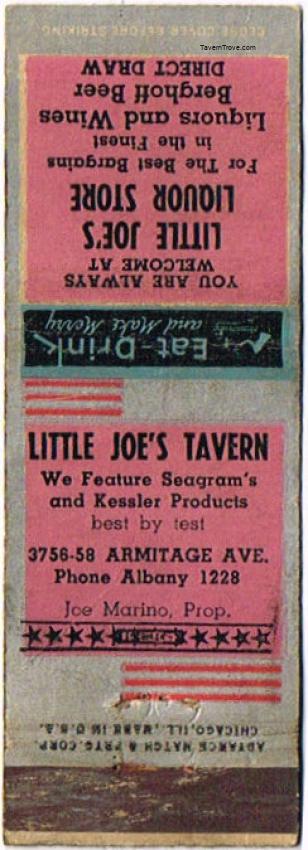 CLOSE COVER BEFORE STRIKING
TavernTrove.com
YOU ARE ALWAYS
WELCOME AT
LITTLE JOE'S
LIQUOR STORE
For The Best Bargains
in the Finest
Liquors and Wines
Berghoff Beer
DIRECT DRAW
Eat-Drink
and Make Merry
LITTLE JOE'S TAVERN
We Feature Seagram's
and Kessler Products
best by test
3756-58 ARMITAGE AVE.
Phone Albany 1228
Joe Marino, Prop.
ADVANCE MATCH & PRTG. CORP.
CHICAGO, ILL., MADE IN U.S.A.